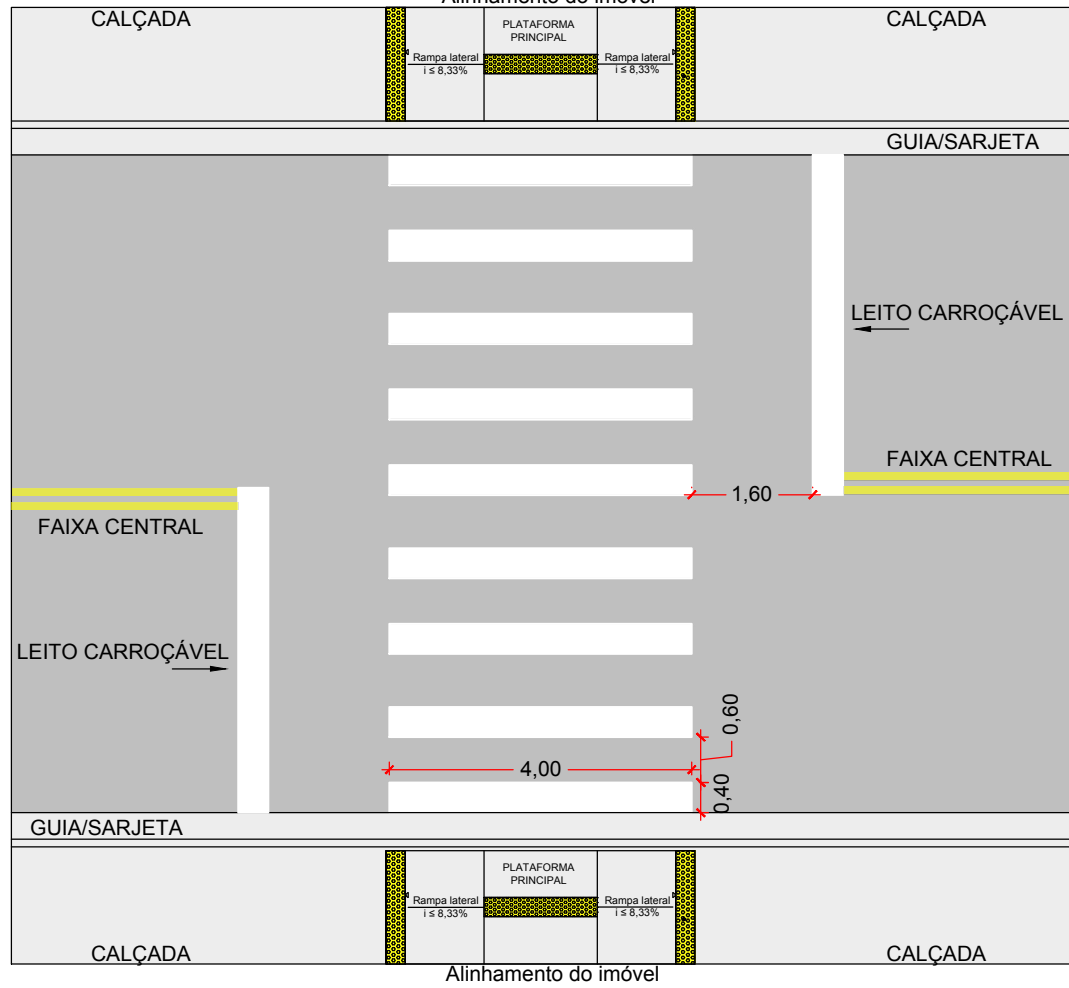 Alinhamento do imóvel
CALÇADA
PLATAFORMA
PRINCIPAL
CALÇADA
Rampa lateral
i ≤ 8,33%
Rampa lateral
i ≤ 8,33%
GUIA/SARJETA
LEITO CARROÇÁVEL
FAIXA CENTRAL
1,60
FAIXA CENTRAL
LEITO CARROÇÁVEL
0,60
4,00
0,40
GUIA/SARJETA
PLATAFORMA
PRINCIPAL
Rampa lateral
i ≤ 8,33%
Rampa lateral
i ≤ 8,33%
CALÇADA
CALÇADA
Alinhamento do imóvel